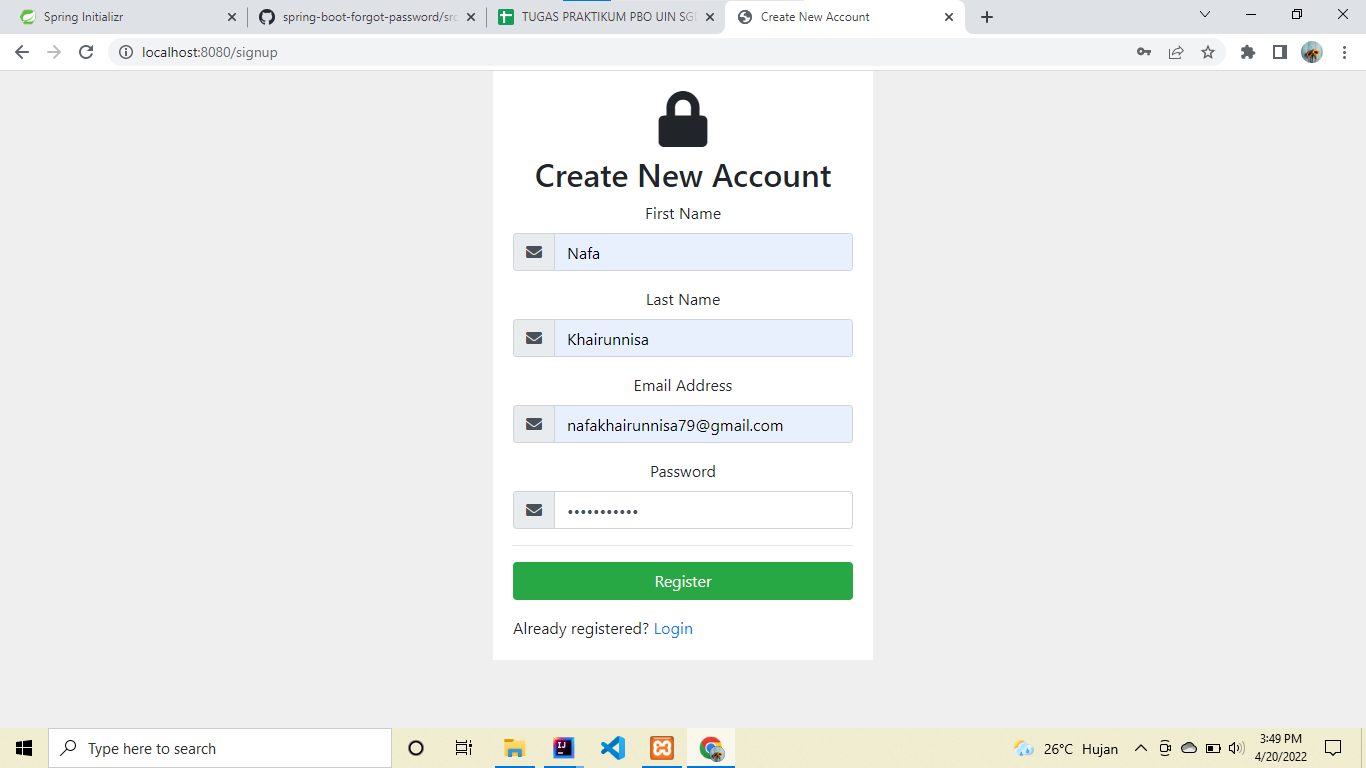 Spring Initializr
spring-boot-forgot-password/src
TUGAS PRAKTIKUM PBO UIN SG
Create New Account
localhost:8080/signup
Create New Account
First Name
Nafa
Last Name
Khairunnisa
Email Address
nafakhairunnisa79@gmail.com
Password
•••••••••••
Register
Already registered? Login
Type here to search
26°C Hujan
3:49 PM
4/20/2022